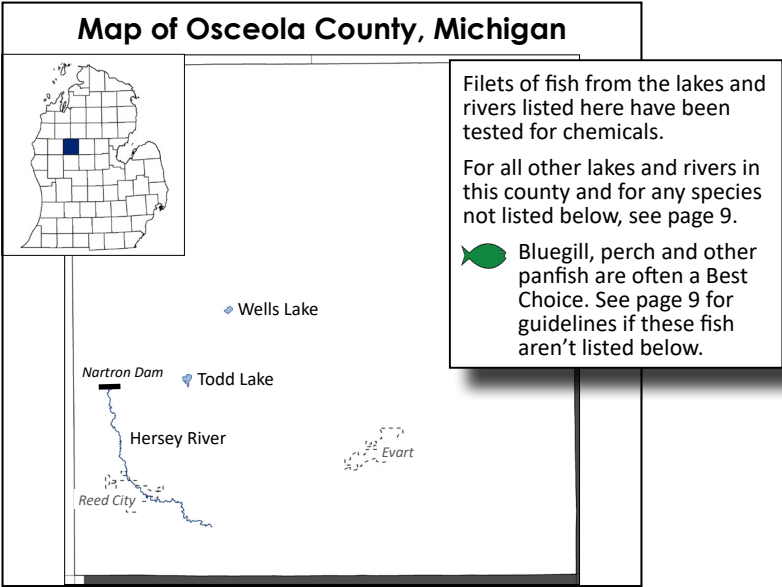 Map of Osceola County, Michigan
Filets of fish from the lakes and
rivers listed here have been
tested for chemicals.
For all other lakes and rivers in
this county and for any species
not listed below, see page 9.
Bluegill, perch and other
panfish are often a Best
Choice. See page 9 for
guidelines if these fish
aren't listed below.
Wells Lake
Nartron Dam
Todd Lake
Hersey River
Evart
Reed City